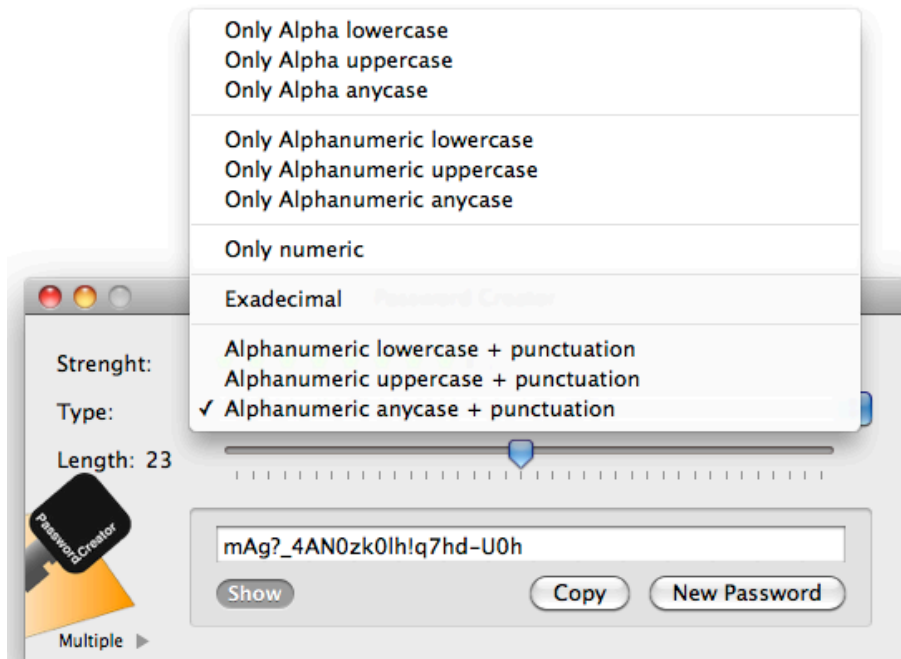 Only Alpha lowercase
Only Alpha uppercase
Only Alpha anycase
Only Alphanumeric lowercase
Only Alphanumeric uppercase
Only Alphanumeric anycase
Only numeric
Exadecimal
Password Creator
Alphanumeric lowercase + punctuation
Alphanumeric uppercase + punctuation
✓ Alphanumeric anycase + punctuation
Strenght:
Type:
Length: 23
Password Creator
mAg?_4AN0zk0lh!q7hd-U0h
Show
Copy
New Password
Multiple